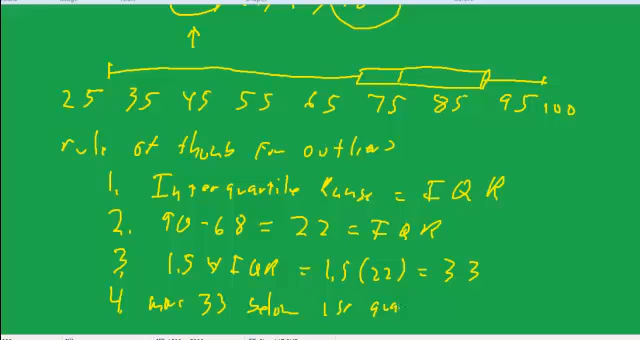 25 35 45 55 65 75 85 95 100
rule of thumb for outliers
1. Interquartile Range = IQR
2. 90-68 = 22 = IQR
3. 1.5 x IQR = 1.5(22) = 33
4. 33 below 1st qua